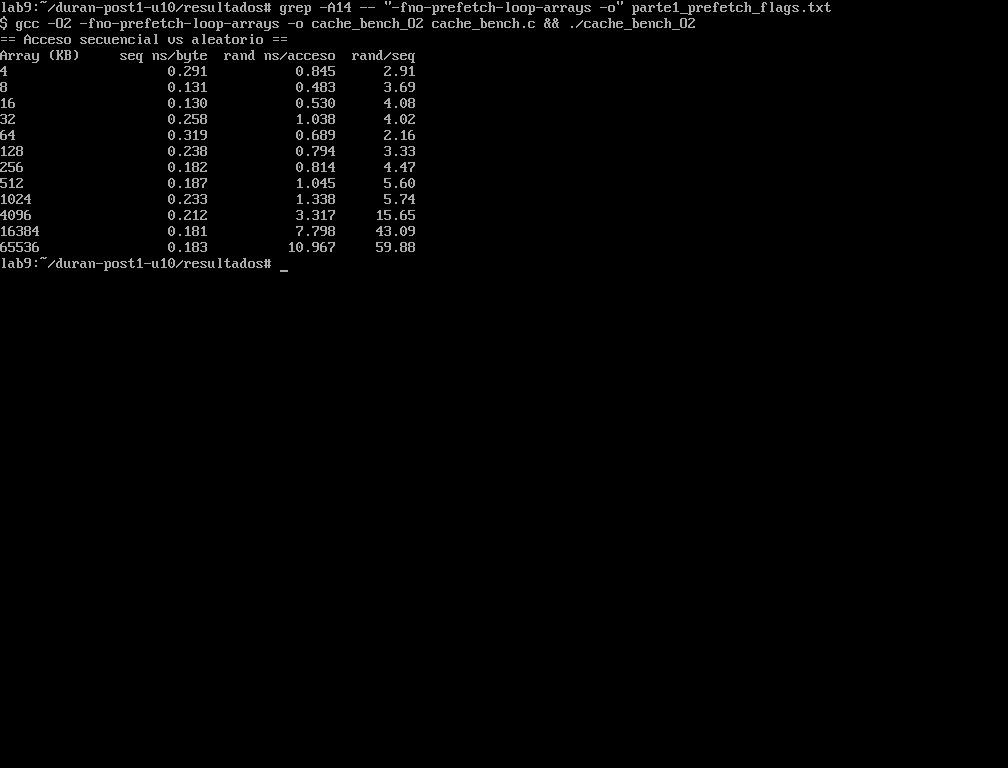 lab9:~/duran-post1-u10/resultados# grep -A14 -- "-fno-prefetch-loop-arrays -o" parte1_prefetch_flags.txt
$ gcc -O2 -fno-prefetch-loop-arrays -o cache_bench_O2 cache_bench.c && ./cache_bench_O2
== Acceso secuencial vs aleatorio ==
Array (KB)     seq ns/byte  rand ns/acceso  rand/seq
4                    0.291           0.845      2.91
8                    0.131           0.483      3.69
16                   0.130           0.530      4.08
32                   0.258           1.038      4.02
64                   0.319           0.689      2.16
128                  0.238           0.794      3.33
256                  0.182           0.814      4.47
512                  0.187           1.045      5.60
1024                 0.233           1.338      5.74
4096                 0.212           3.317     15.65
16384                0.181           7.798     43.09
65536                0.183          10.967     59.88
lab9:~/duran-post1-u10/resultados# _